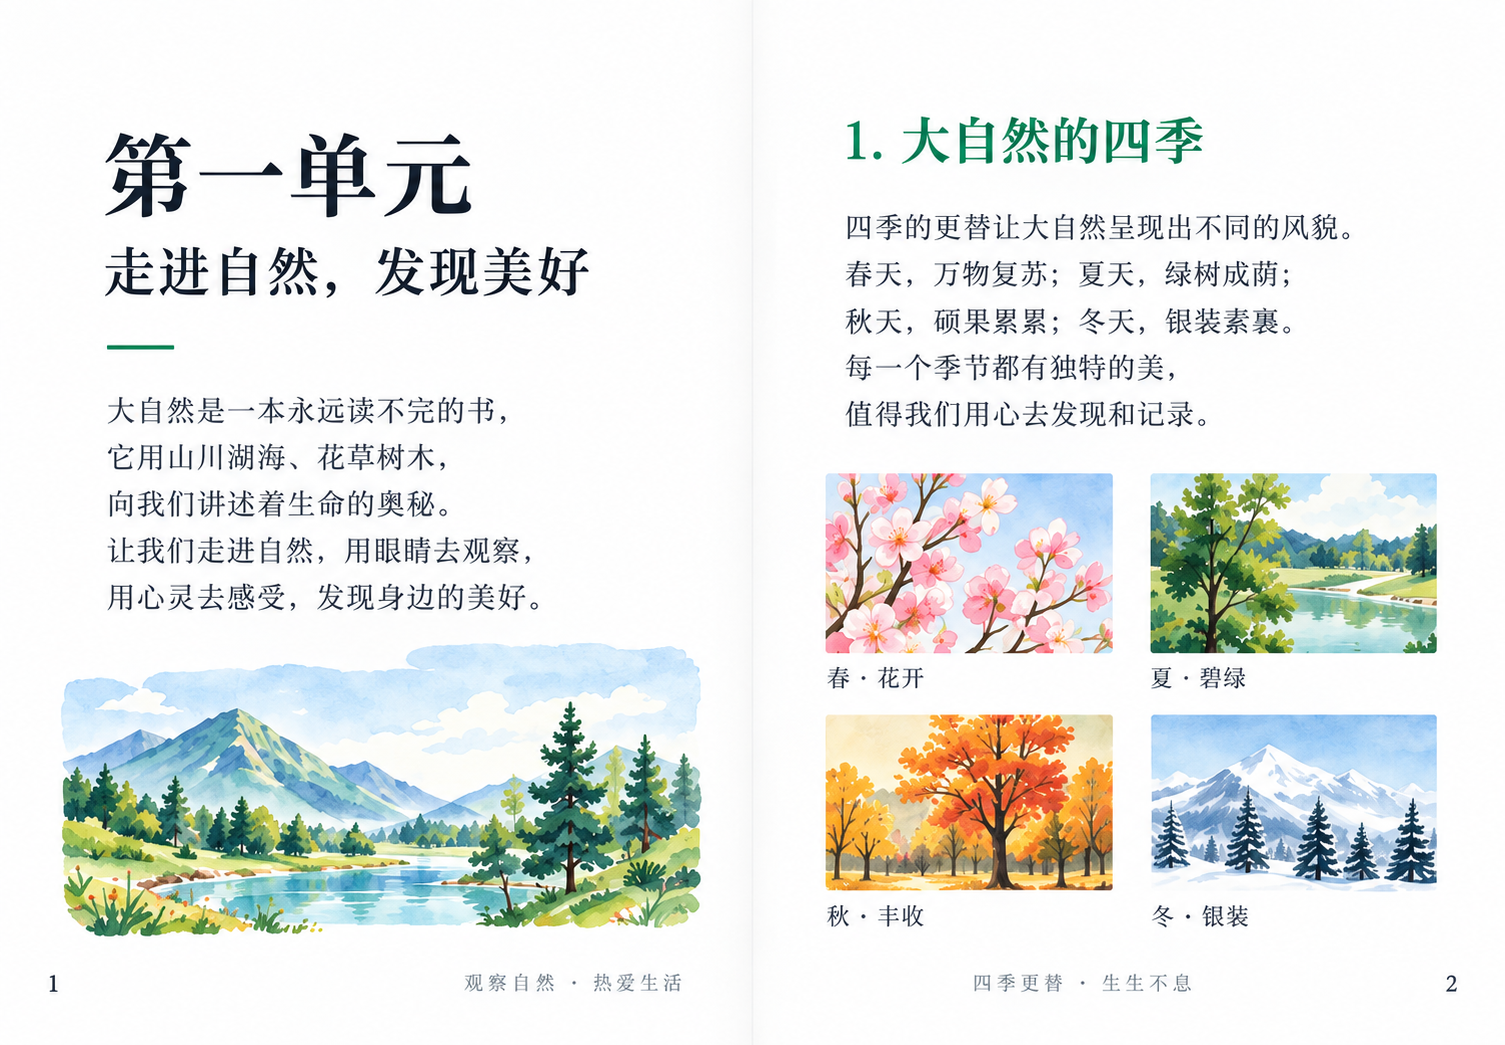 第一单元
走进自然，发现美好
大自然是一本永远读不完的书，
它用山川湖海、花草树木，
向我们讲述着生命的奥秘。
让我们走进自然，用眼睛去观察，
用心灵去感受，发现身边的美好。
1
观察自然 · 热爱生活
1. 大自然的四季
四季的更替让大自然呈现出不同的风貌。
春天，万物复苏；夏天，绿树成荫；
秋天，硕果累累；冬天，银装素裹。
每一个季节都有独特的美，
值得我们用心去发现和记录。
春 · 花开
夏 · 碧绿
秋 · 丰收
冬 · 银装
四季更替 · 生生不息
2